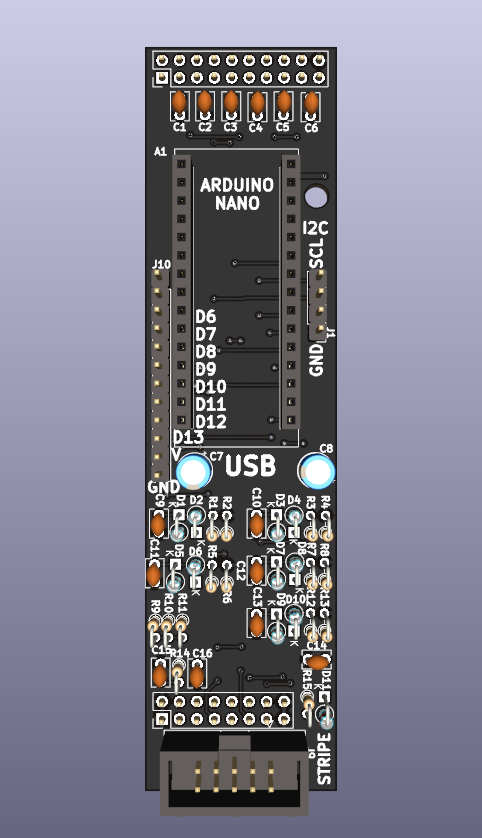 C1 C2 C3 C4 C5 C6
A1
ARDUINO
NANO
I2C
SCL
J10
D6
D7
D8
D9
D10
D11
D12
D13
J1
GND
V
C7
USB
C8
GND
C9 D1 D2 R1 R2 C10 D3 D4 R3 R4
K K K K
C11 D5 D6 R5 R6 C12 D7 D8 R7 R8
K K K K
C13 D9 D10 R12 R13
K K
R9 R10 R11
C15 R14 C16 C14
R15 D11 K
STRIPE